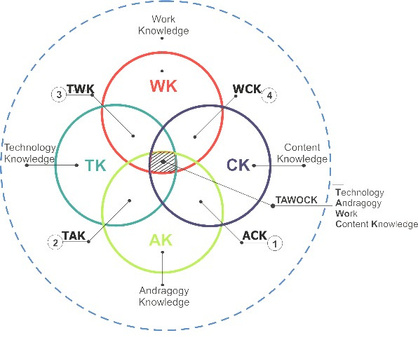 Work
Knowledge
WK
TWK
3
WCK
4
Technology
Knowledge
TK
CK
Content
Knowledge
TAWOCK
Technology
Andragogy
Work
Content Knowledge
TAK
2
AK
ACK
1
Andragogy
Knowledge